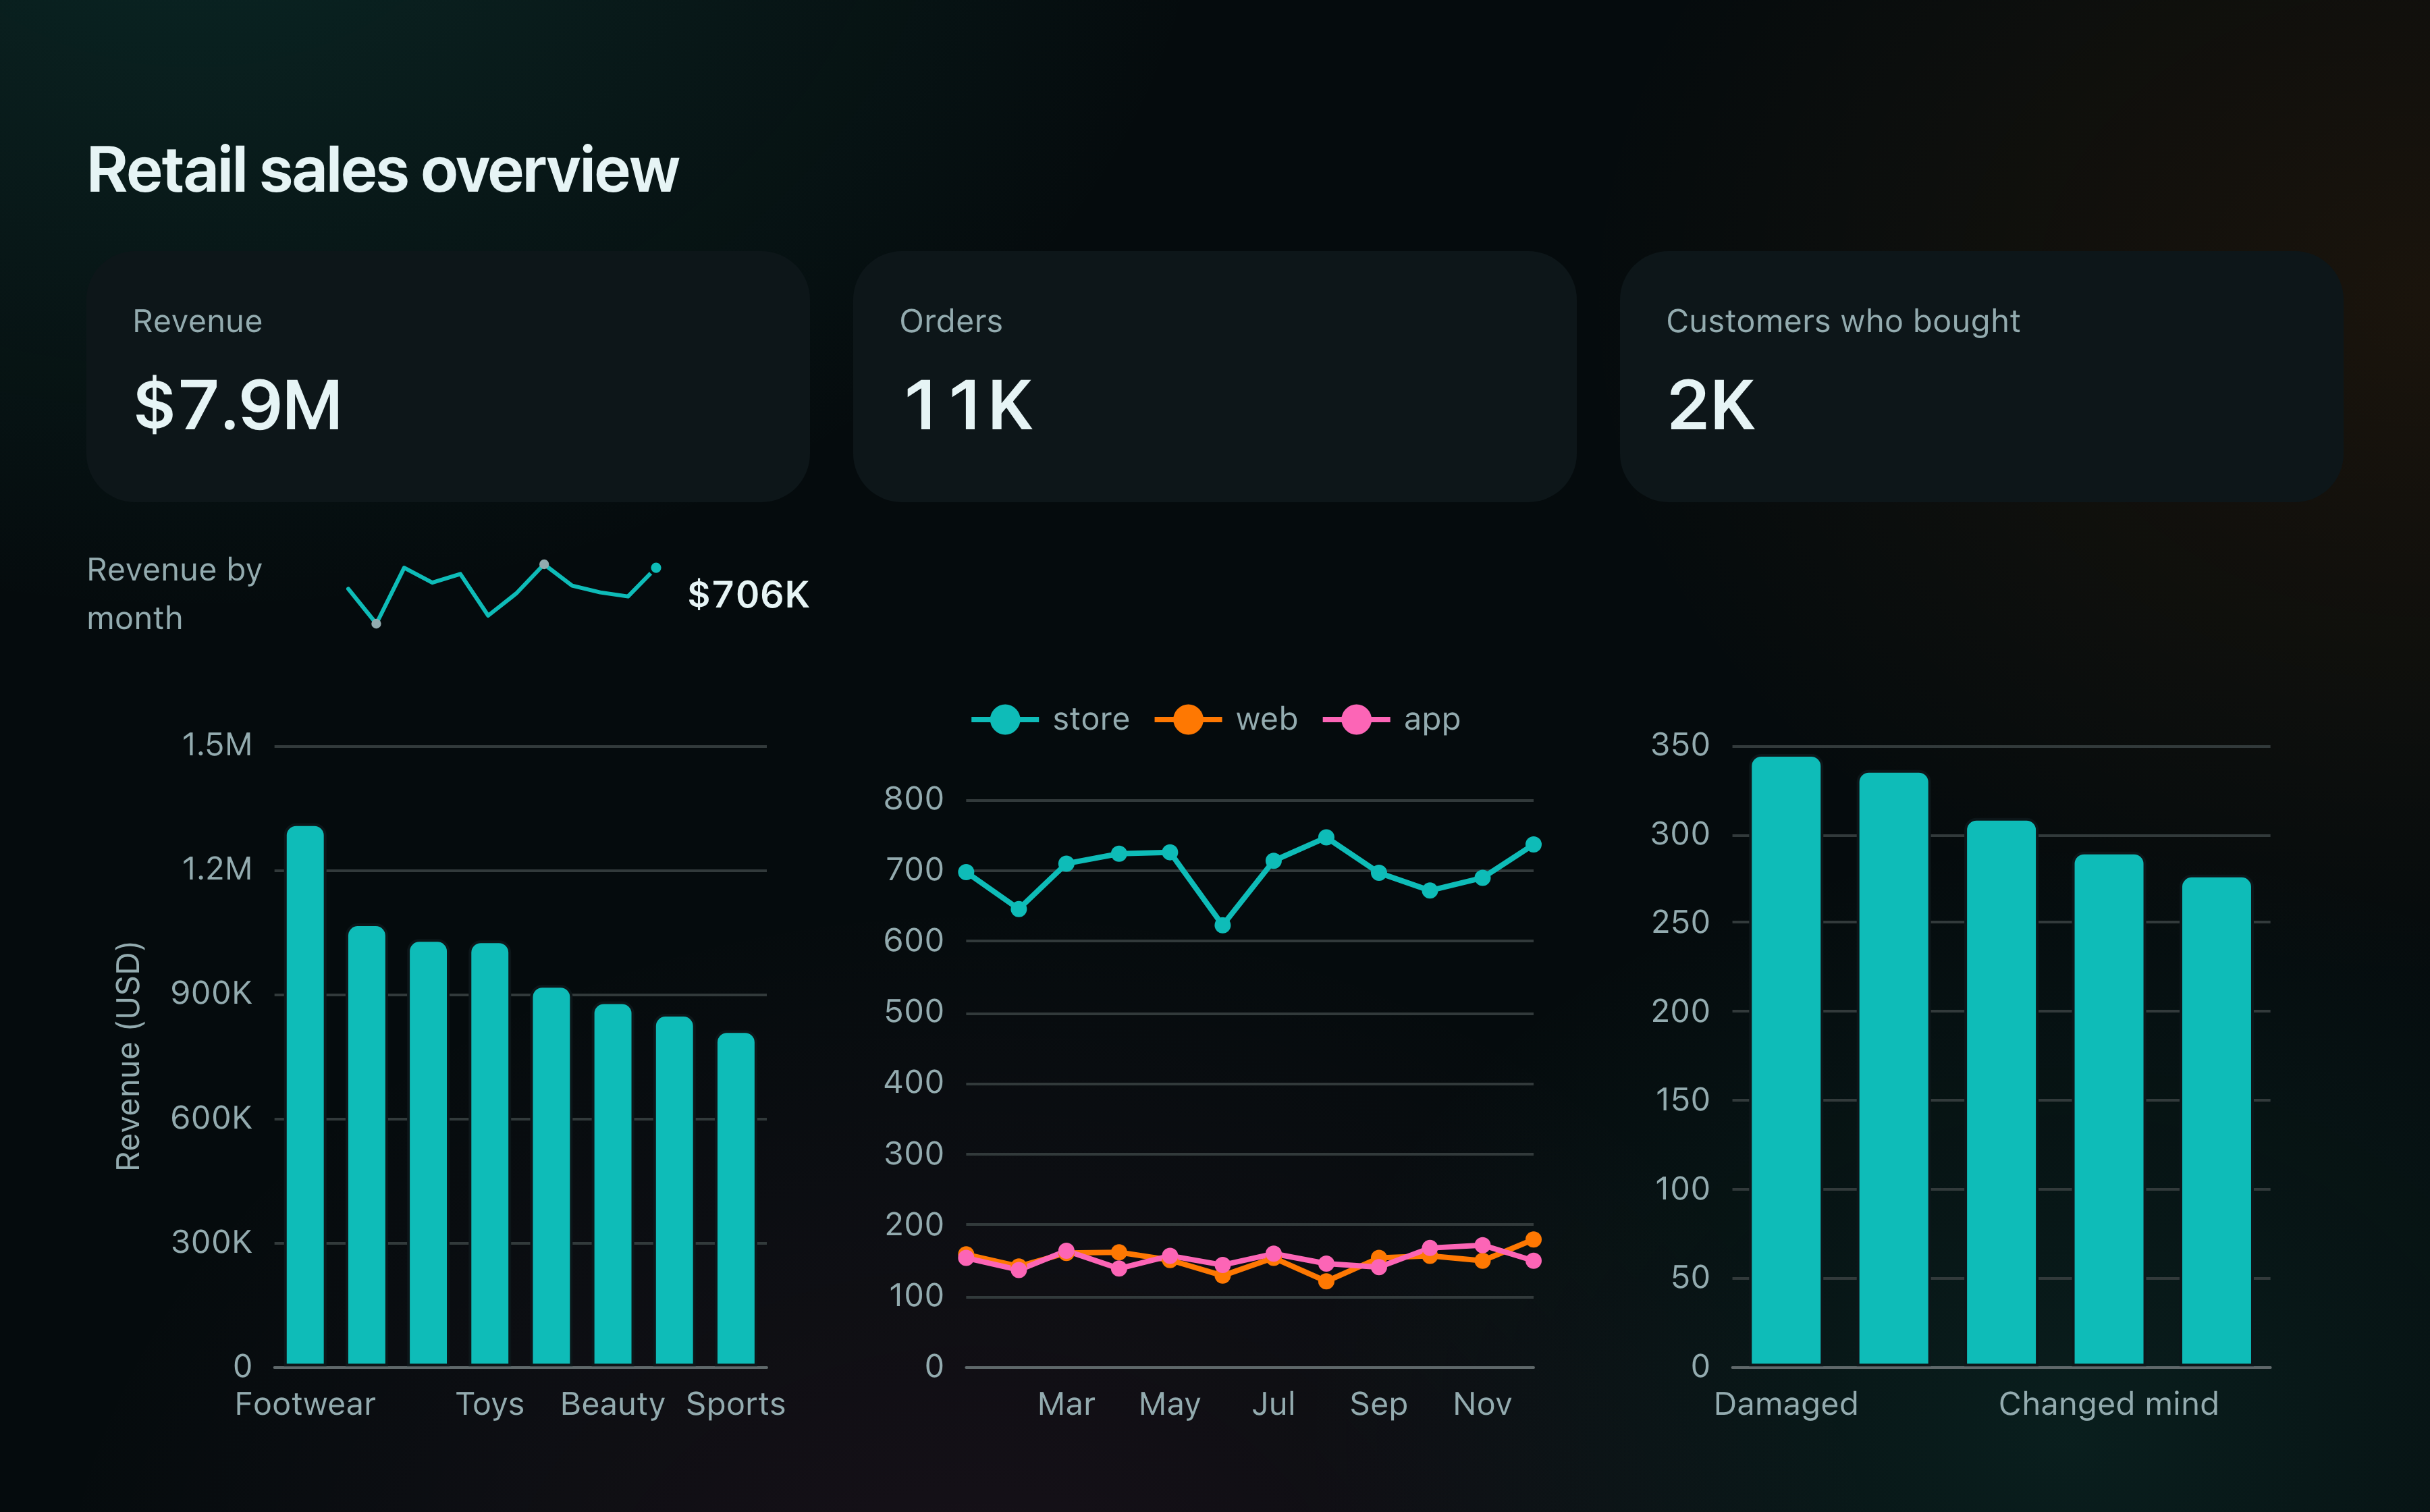 Retail sales overview
Revenue
$7.9M
Orders
11K
Customers who bought
2K
Revenue by
month
$706K
Revenue (USD)
1.5M
1.2M
900K
600K
300K
0
Footwear
Toys
Beauty
Sports
store
web
app
800
700
600
500
400
300
200
100
0
Mar
May
Jul
Sep
Nov
350
300
250
200
150
100
50
0
Damaged
Changed mind